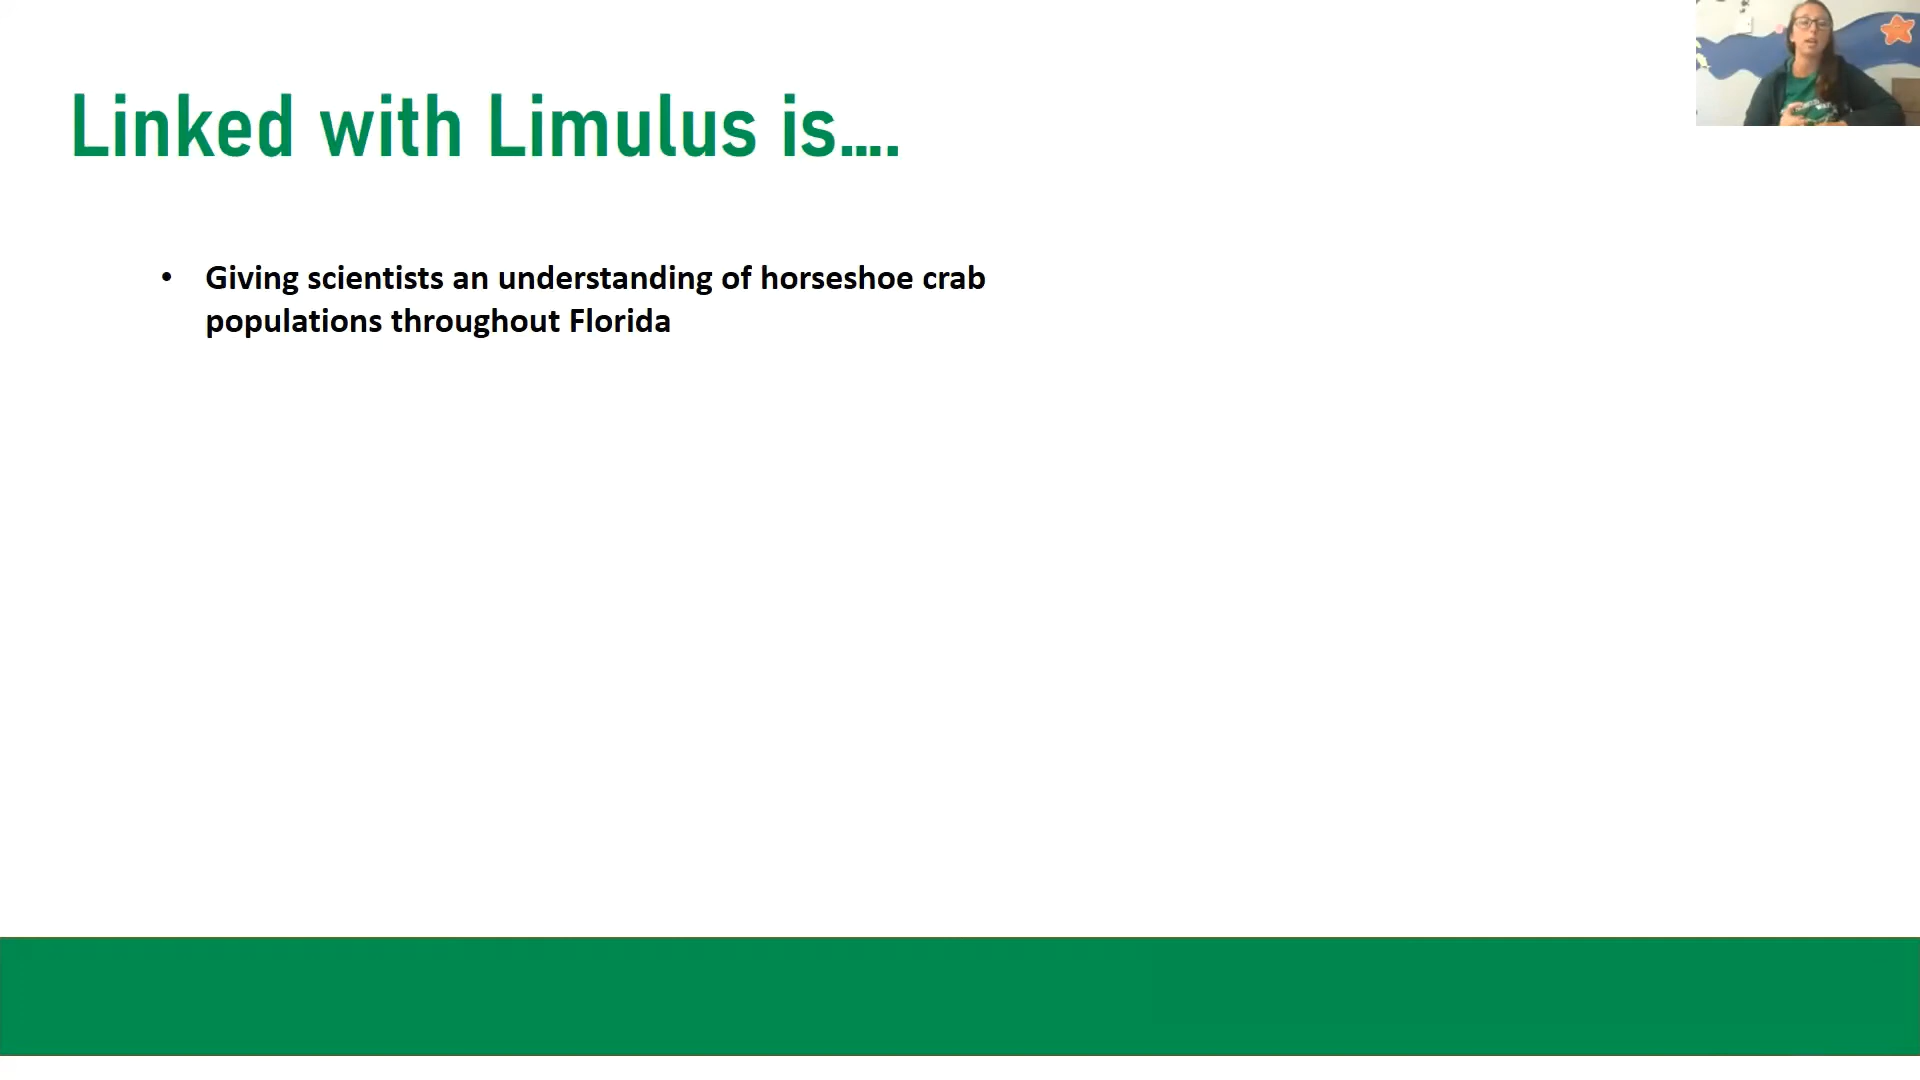 Linked with Limulus is....
• Giving scientists an understanding of horseshoe crab
populations throughout Florida